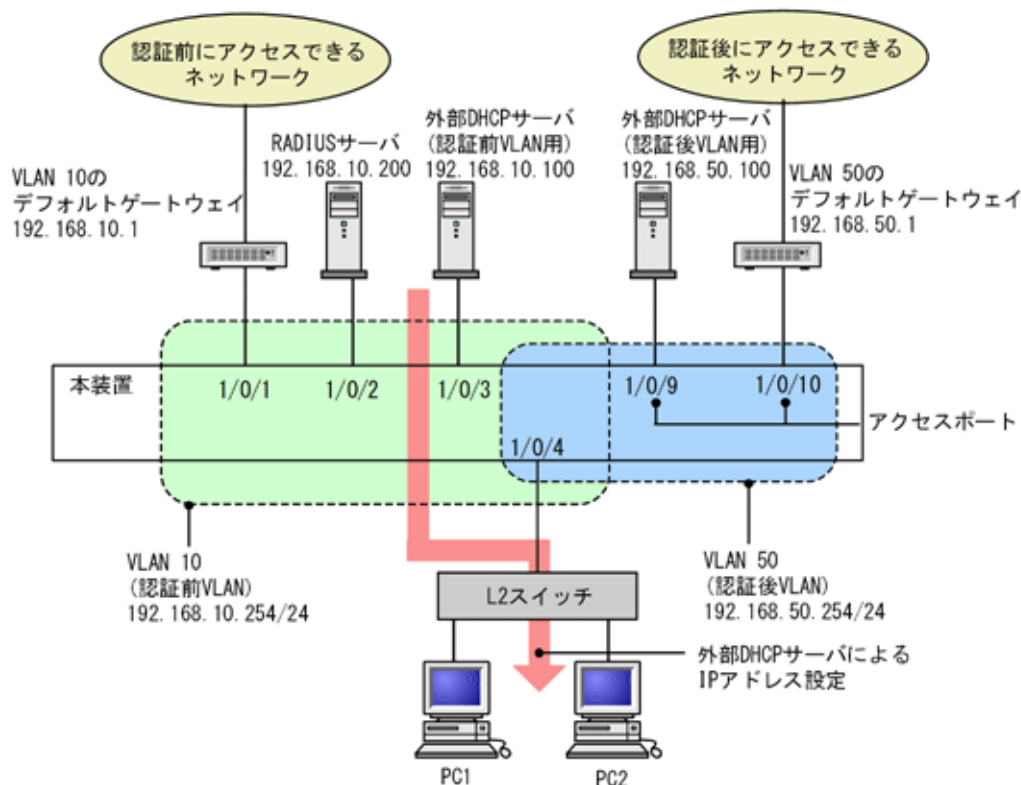 認証前にアクセスできる
ネットワーク
認証後にアクセスできる
ネットワーク
RADIUSサーバ
192.168.10.200
外部DHCPサーバ
(認証前VLAN用)
192.168.10.100
外部DHCPサーバ
(認証後VLAN用)
192.168.50.100
VLAN 10の
デフォルトゲートウェイ
192.168.10.1
VLAN 50の
デフォルトゲートウェイ
192.168.50.1
本装置
1/0/1
1/0/2
1/0/3
1/0/9
1/0/10
アクセスポート
1/0/4
VLAN 10
(認証前VLAN)
192.168.10.254/24
VLAN 50
(認証後VLAN)
192.168.50.254/24
L2スイッチ
外部DHCPサーバによる
IPアドレス設定
PC1
PC2